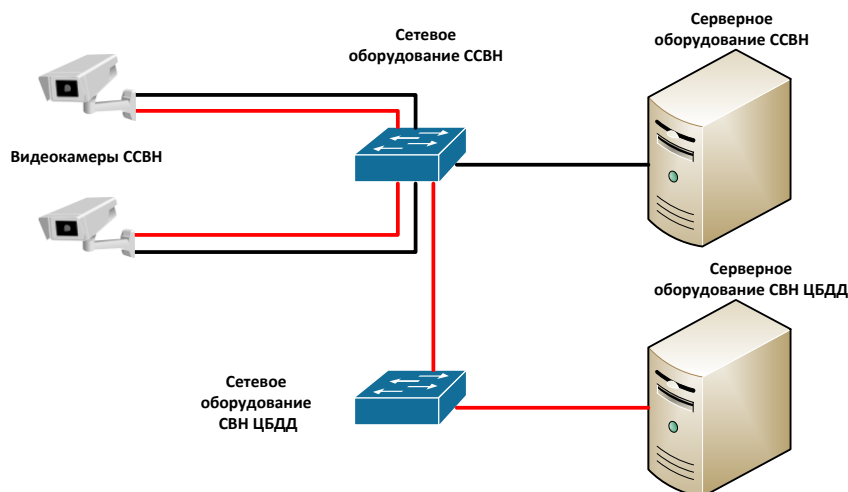 Сетевое
оборудование ССВН
Серверное
оборудование ССВН
Видеокамеры ССВН
Серверное
оборудование СВН ЦБДД
Сетевое
оборудование
СВН ЦБДД